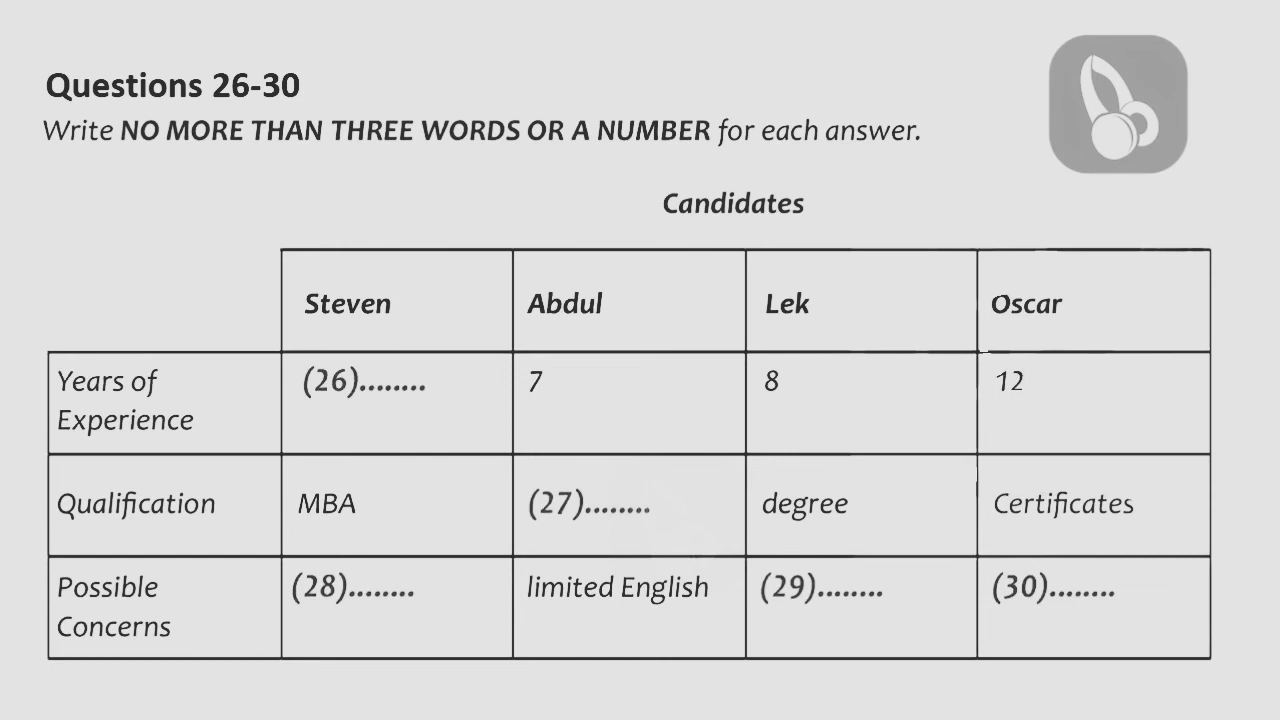 Questions 26-30
Write NO MORE THAN THREE WORDS OR A NUMBER for each answer.
Candidates
Steven Abdul Lek Oscar
Years of Experience (26)........ 7 8 12
Qualification MBA (27)........ degree Certificates
Possible Concerns (28)........ limited English (29)........ (30)........